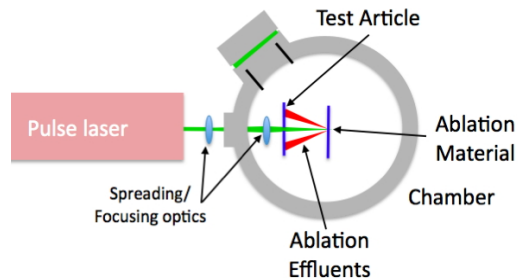 Test Article
Pulse laser
Ablation
Material
Spreading/
Focusing optics
Chamber
Ablation
Effluents